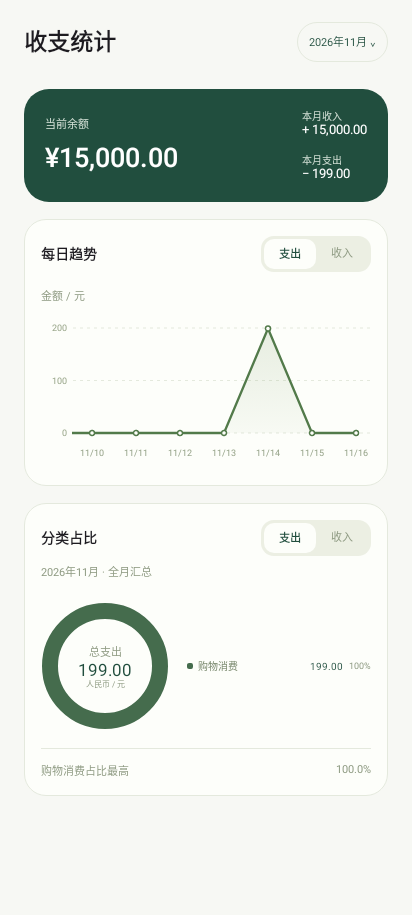 收支统计
2026年11月
当前余额
¥15,000.00
本月收入
+ 15,000.00
本月支出
− 199.00
每日趋势
支出
收入
金额 / 元
200
100
0
11/10 11/11 11/12 11/13 11/14 11/15 11/16
分类占比
支出
收入
2026年11月 · 全月汇总
总支出
199.00
人民币 / 元
购物消费 199.00 100%
购物消费占比最高 100.0%